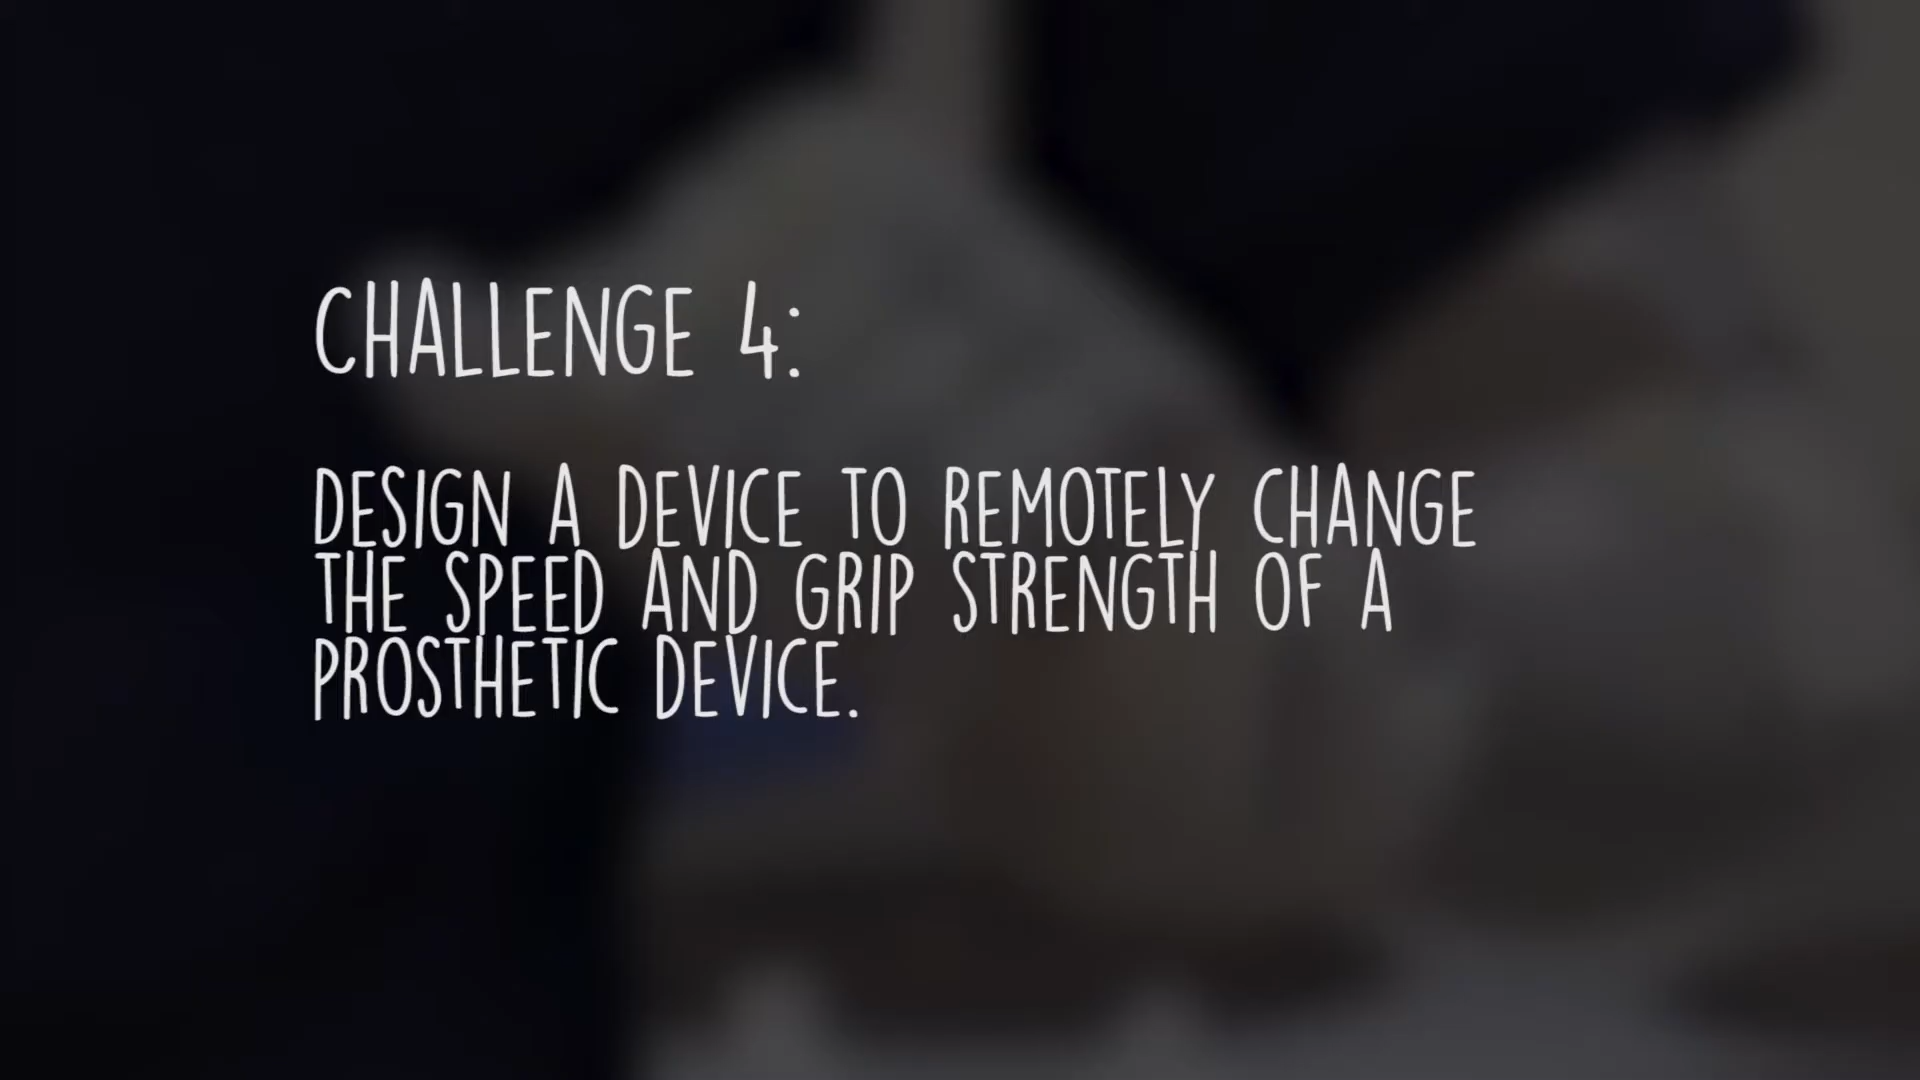 CHALLENGE 4:
DESIGN A DEVICE TO REMOTELY CHANGE
THE SPEED AND GRIP STRENGTH OF A
PROSTHETIC DEVICE.